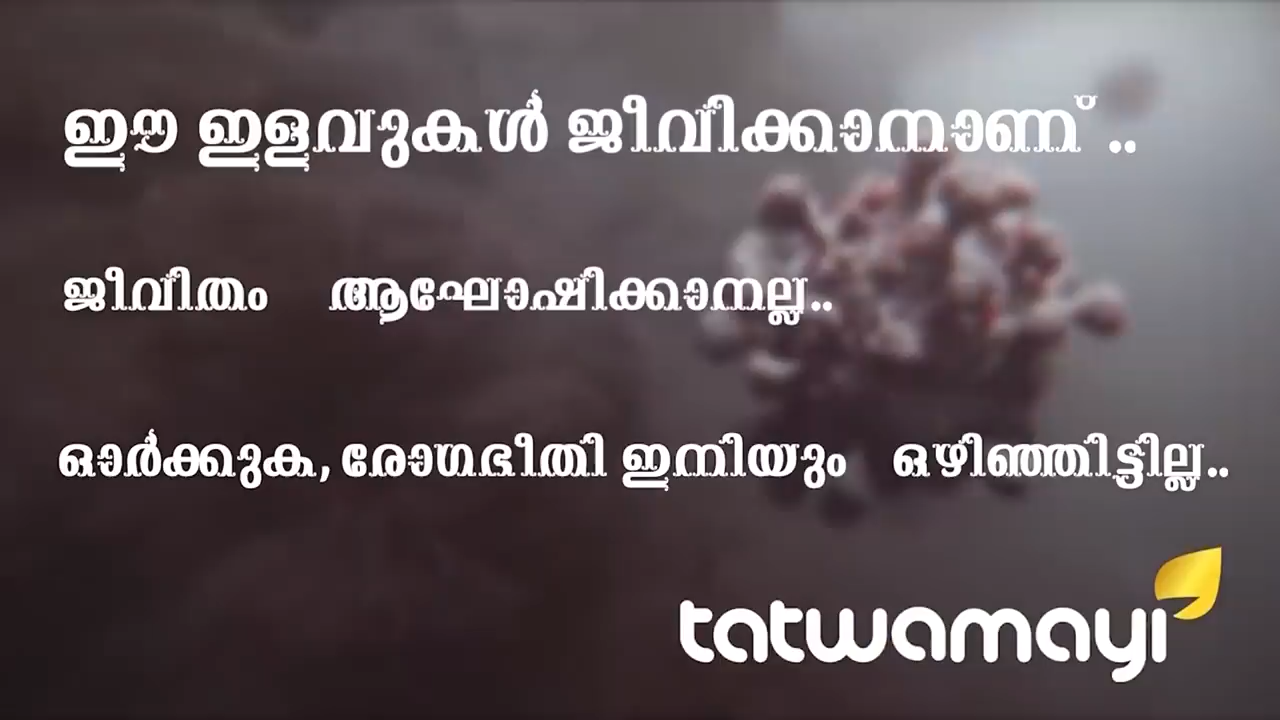 ഈ ഇളവുകൾ ജീവിക്കാനാണ് ..
ജീവിതം ആഘോഷിക്കാനല്ല..
ഓർക്കുക, രോഗഭീതി ഇനിയും ഒഴിഞ്ഞിട്ടില്ല..
tatwamayi